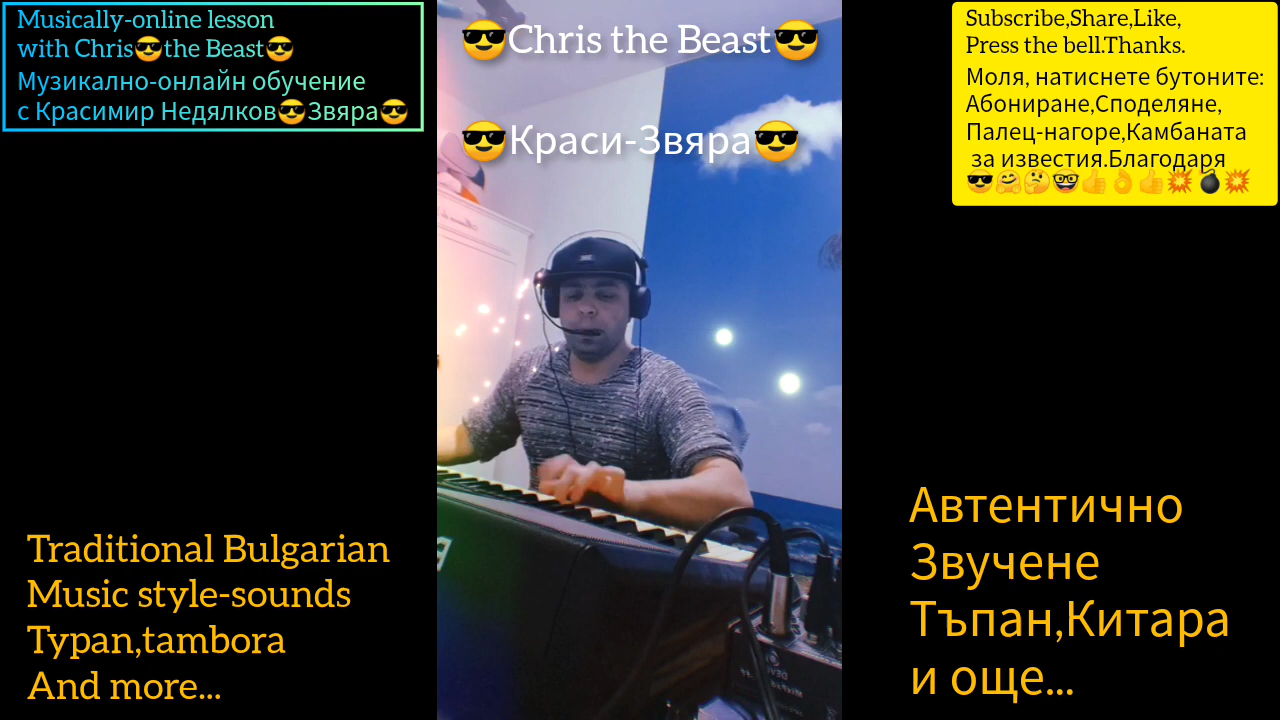 Musically-online lesson
with Chris😎the Beast😎
Музикално-онлайн обучение
с Красимир Недялков😎Звяра😎
😎Chris the Beast😎
😎Краси-Звяра😎
Subscribe,Share,Like,
Press the bell.Thanks.
Моля, натиснете бутоните:
Абониране,Споделяне,
Палец-нагоре,Камбаната
за известия.Благодаря
😎🤗🤔🤓👍👌👍💥💣💥
Traditional Bulgarian
Music style-sounds
Typan,tambora
And more...
Автентично
Звучене
Тъпан,Китара
и още...